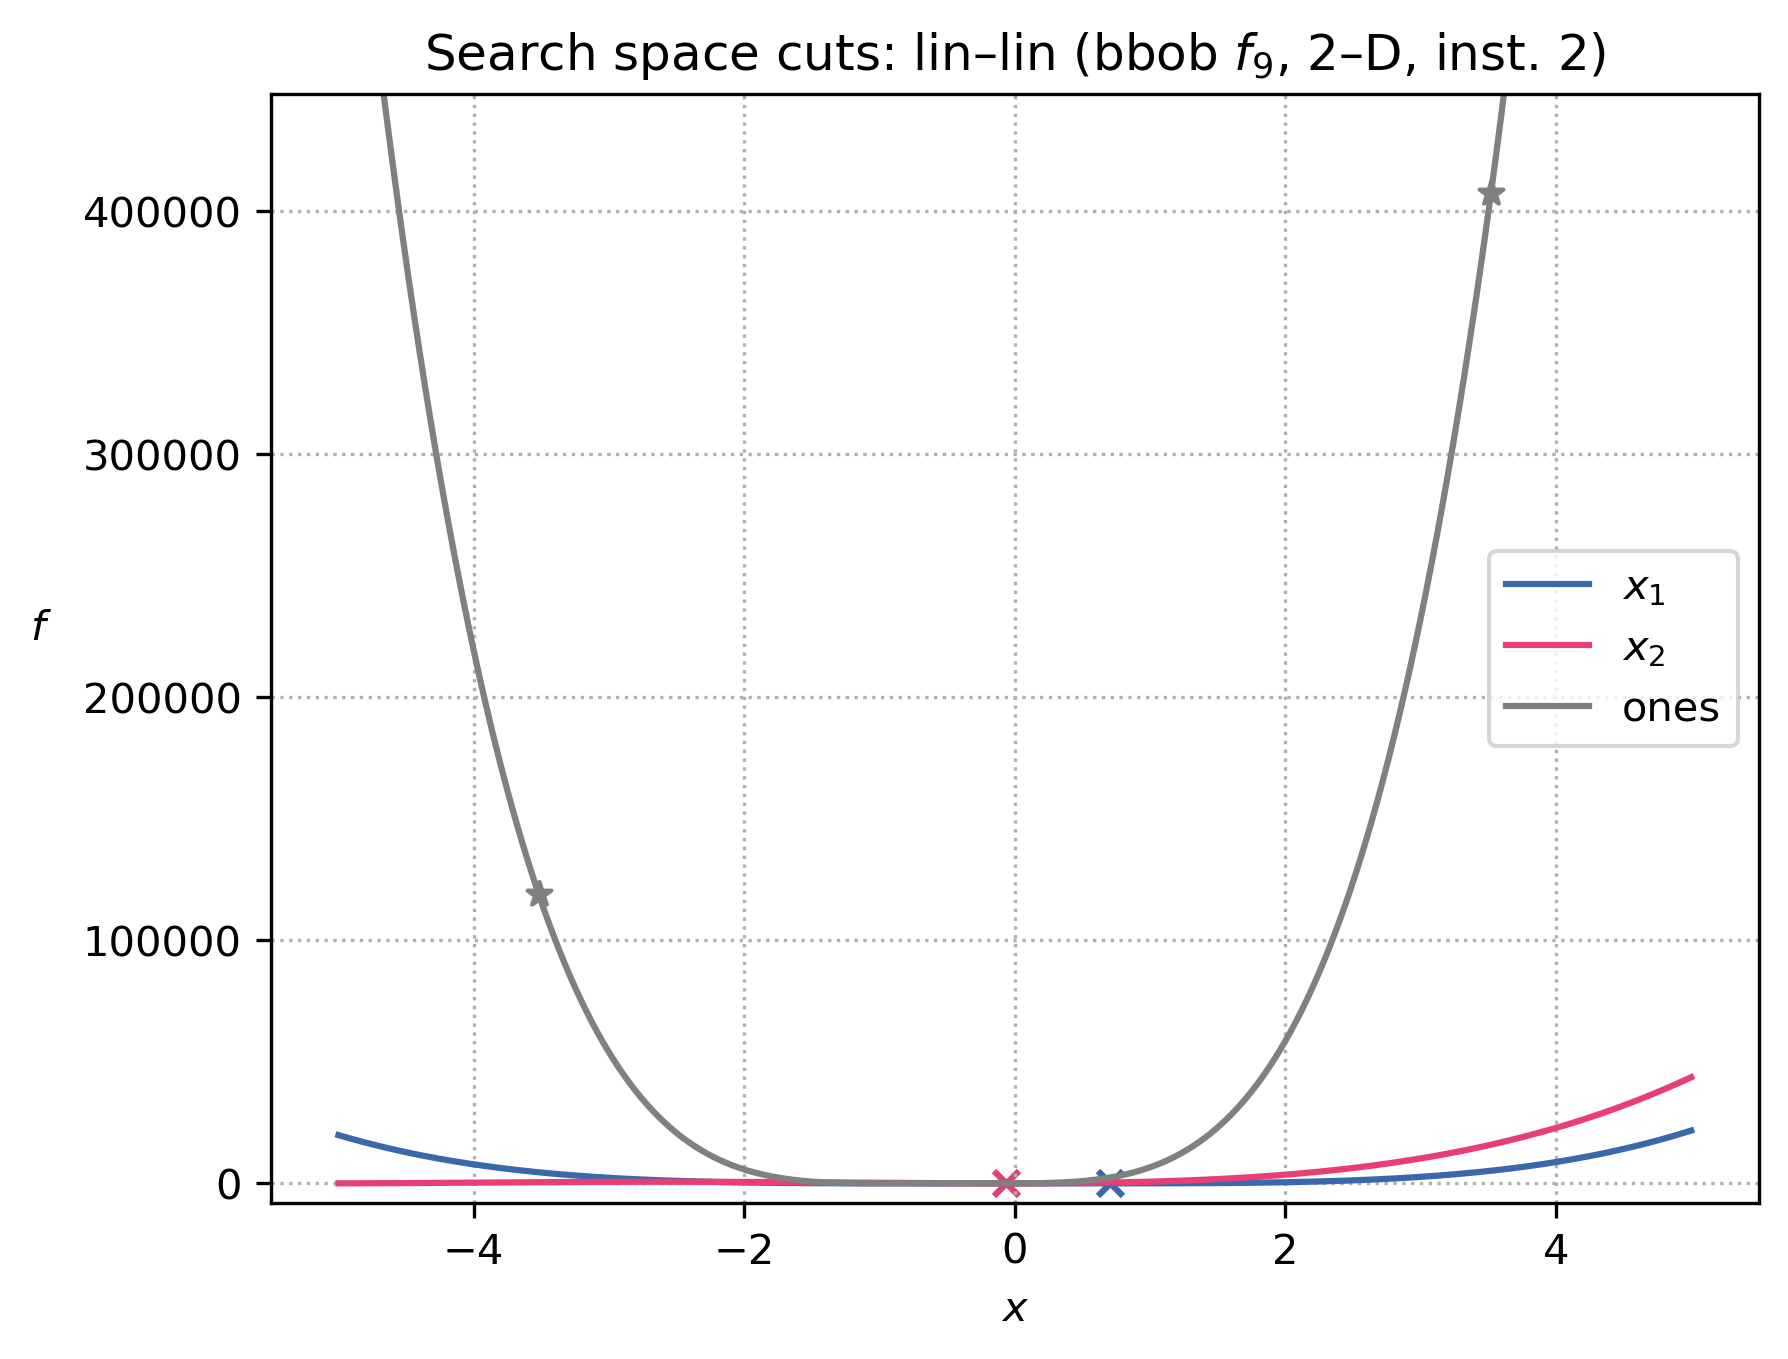 Search space cuts: lin–lin (bbob f₉, 2–D, inst. 2)
400000
300000
200000
100000
0
f
x₁
x₂
ones
−4 −2 0 2 4
x